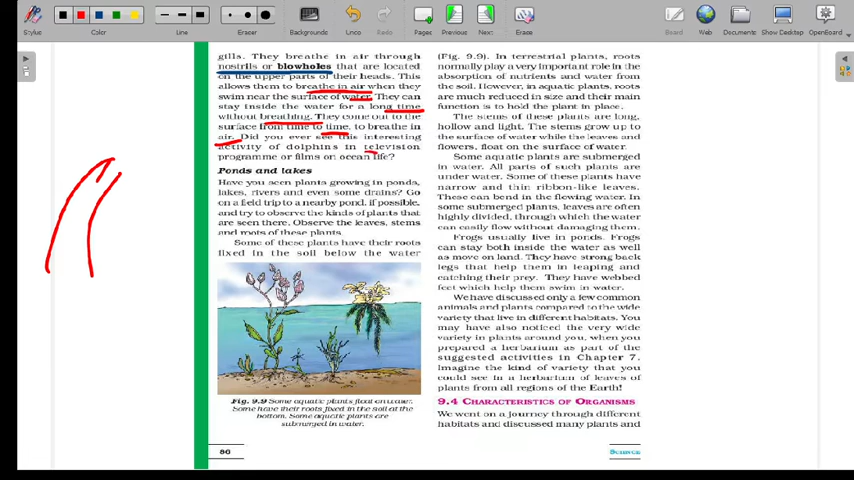 Stylus
Color
Line
Eraser
Backgrounds
Undo
Pages
Previous
Next
Erase
Board
Web
Documents
Show Desktop
OpenBoard
gills. They breathe in air through
nostrils or blowholes that are located
on the upper parts of their heads. This
allows them to breathe in air when they
swim near the surface of water. They can
stay inside the water for a long time
without breathing. They come out to the
surface from time to time, to breathe in
air. Did you ever see this interesting
activity of dolphins in television
programme or films on ocean life?
Ponds and lakes
Have you seen plants growing in ponds,
lakes, rivers and even some drains? Go
on a field trip to a nearby pond, if possible,
and try to observe the kinds of plants that
are seen there. Observe the leaves, stems
and roots of these plants.
Some of these plants have their roots
fixed in the soil below the water
Fig. 9.9 Some aquatic plants float on water.
Some have their roots fixed in the soil at the
bottom. Some aquatic plants are
submerged in water.
86
(Fig. 9.9). In terrestrial plants, roots
normally play a very important role in the
absorption of nutrients and water from
the soil. However, in aquatic plants, roots
are much reduced in size and their main
function is to hold the plant in place.
The stems of these plants are long,
hollow and light. The stems grow up to
the surface of water while the leaves and
flowers, float on the surface of water.
Some aquatic plants are submerged
in water. All parts of such plants are
under water. Some of these plants have
narrow and thin ribbon-like leaves.
These can bend in the flowing water. In
some submerged plants, leaves are often
highly divided, through which the water
can easily flow without damaging them.
Frogs usually live in ponds. Frogs
can stay both inside the water as well
as move on land. They have strong back
legs that help them in leaping and
catching their prey. They have webbed
feet which help them swim in water.
We have discussed only a few common
animals and plants compared to the wide
variety that live in different habitats. You
may have also noticed the very wide
variety in plants around you, when you
prepared a herbarium as part of the
suggested activities in Chapter 7.
Imagine the kind of variety that you
could see in a herbarium of leaves of
plants from all regions of the Earth!
9.4 Characteristics of Organisms
We went on a journey through different
habitats and discussed many plants and
Science